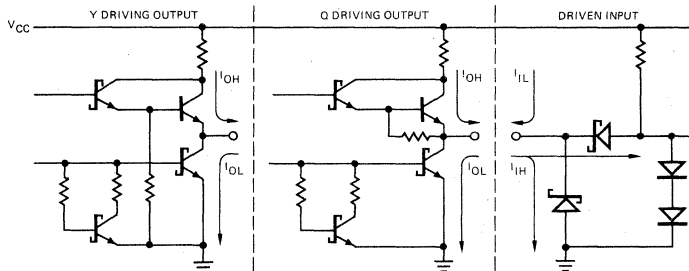 Y DRIVING OUTPUT
Q DRIVING OUTPUT
DRIVEN INPUT
VCC
IOH
IOH
IIL
IOL
IOL
IIH